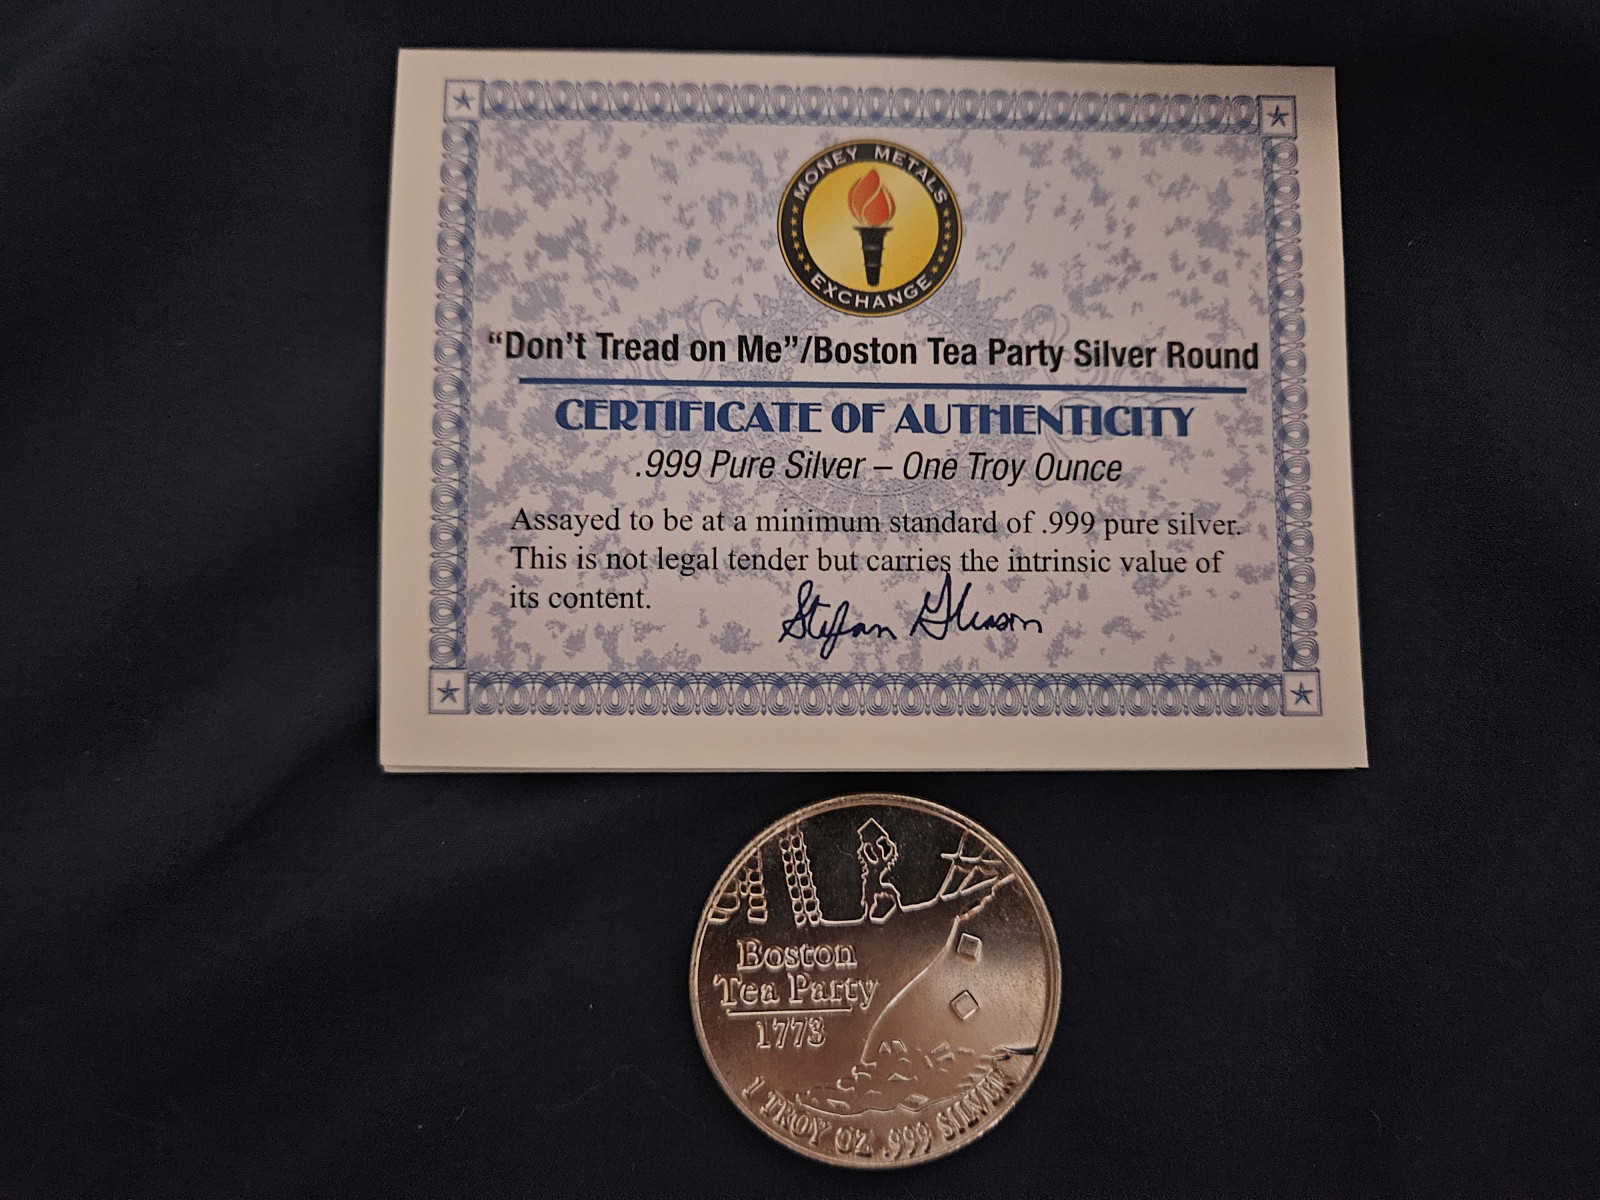 MONEY METALS
EXCHANGE
“Don’t Tread on Me”/Boston Tea Party Silver Round
CERTIFICATE OF AUTHENTICITY
.999 Pure Silver – One Troy Ounce
Assayed to be at a minimum standard of .999 pure silver.
This is not legal tender but carries the intrinsic value of
its content.
Stefan Gleason
Boston
Tea Party
1773
1 TROY OZ .999 SILVER